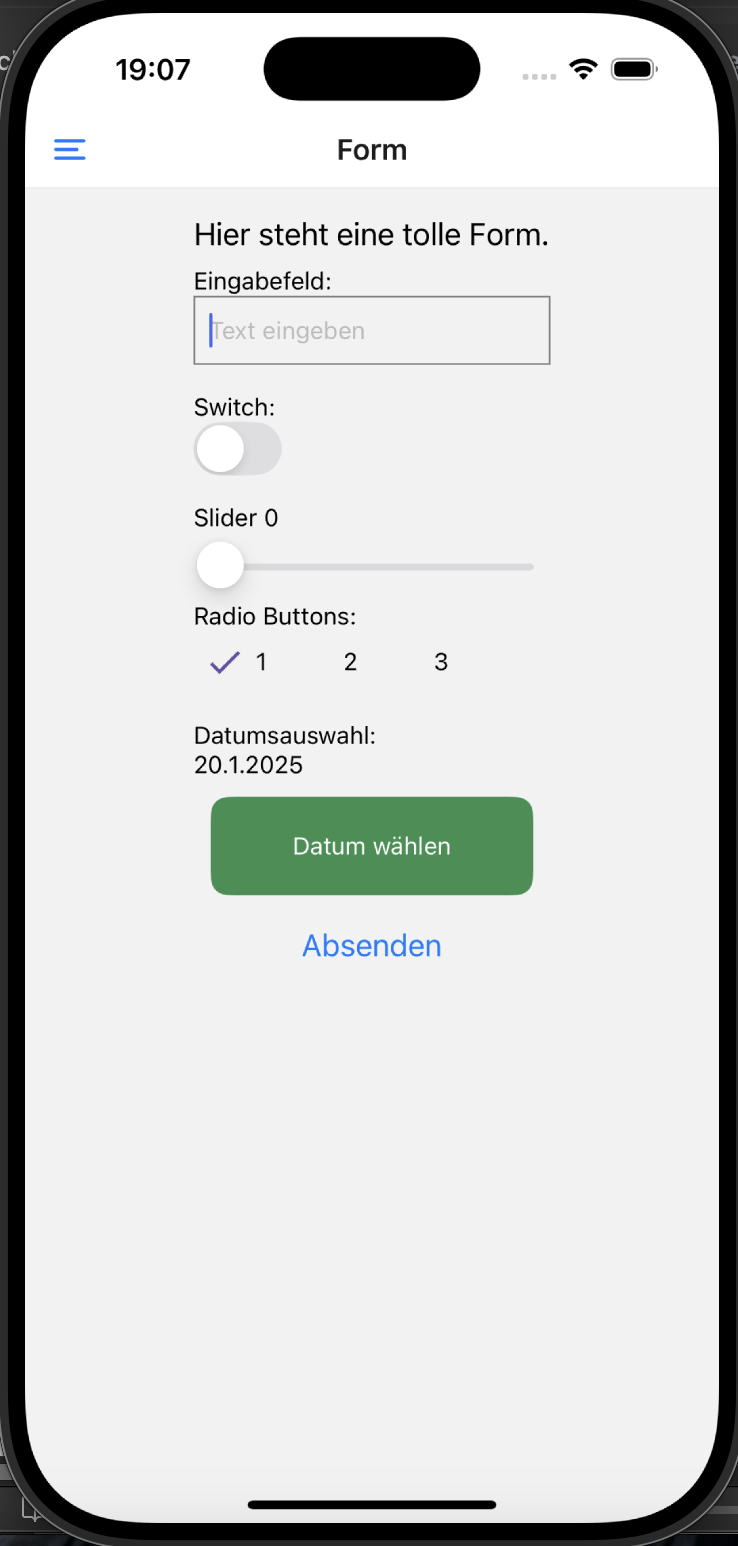 19:07
Form
Hier steht eine tolle Form.
Eingabefeld:
Text eingeben
Switch:
Slider 0
Radio Buttons:
1 2 3
Datumsauswahl:
20.1.2025
Datum wählen
Absenden